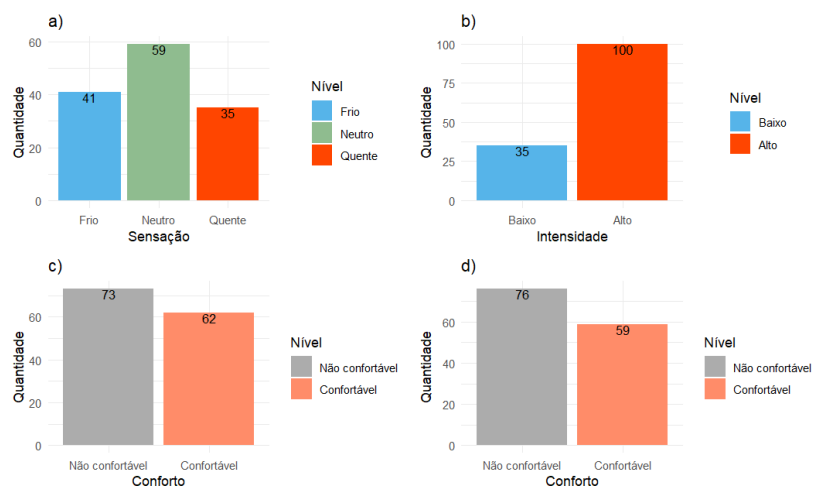 a)
Quantidade
60
40
20
0
59
41
35
Frio
Neutro
Quente
Sensação
Nível
Frio
Neutro
Quente
b)
Quantidade
100
75
50
25
0
100
35
Baixo
Alto
Intensidade
Nível
Baixo
Alto
c)
Quantidade
60
40
20
0
73
62
Não confortável
Confortável
Conforto
Nível
Não confortável
Confortável
d)
Quantidade
60
40
20
0
76
59
Não confortável
Confortável
Conforto
Nível
Não confortável
Confortável